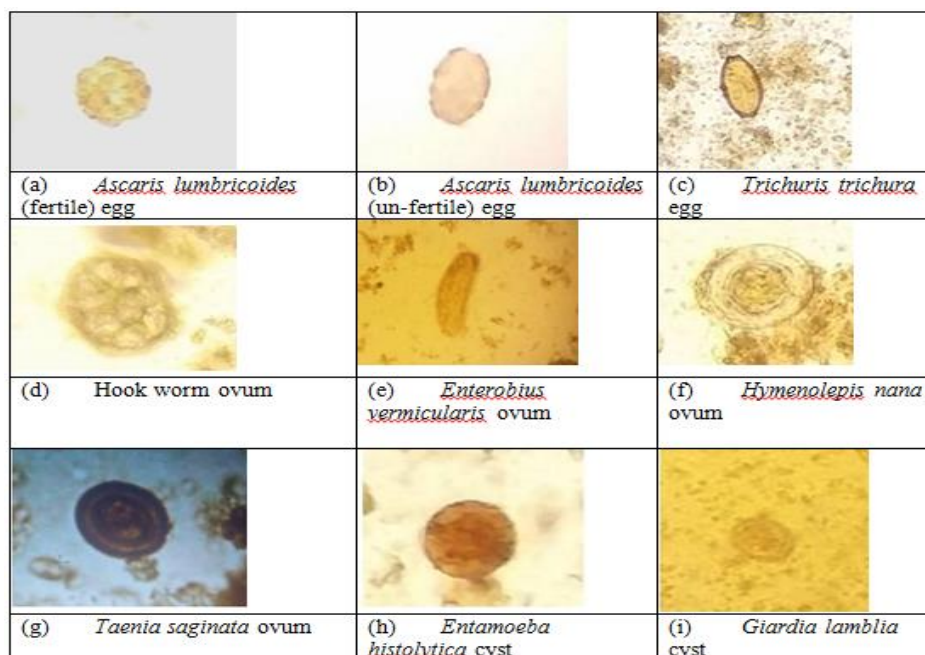 (a) Ascaris lumbricoides
(fertile) egg
(b) Ascaris lumbricoides
(un-fertile) egg
(c) Trichuris trichura
egg
(d) Hook worm ovum
(e) Enterobius
vermicularis ovum
(f) Hymenolepis nana
ovum
(g) Taenia saginata ovum
(h) Entamoeba
histolytica cyst
(i) Giardia lamblia
cyst